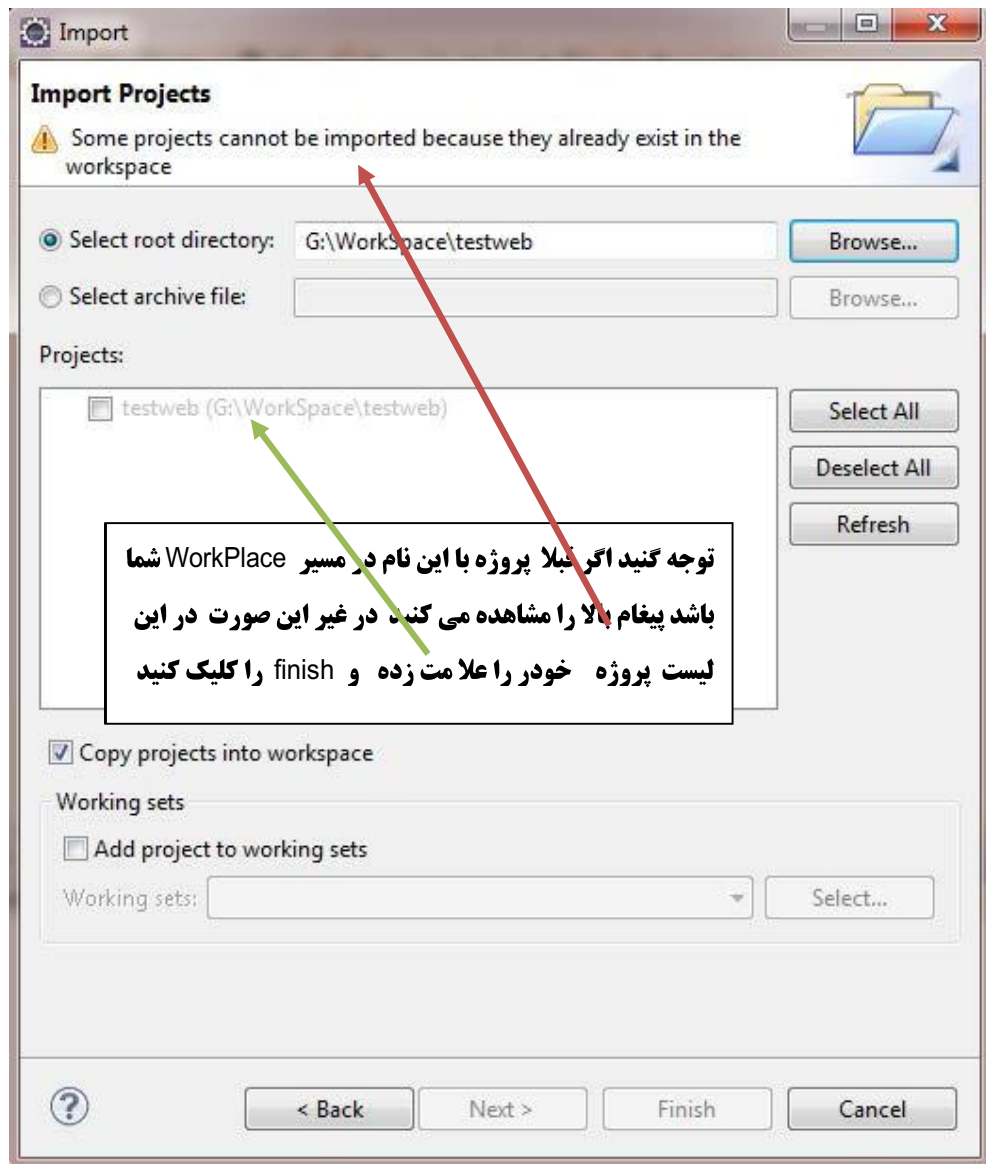 Import
Import Projects
Some projects cannot be imported because they already exist in the
workspace
Select root directory:
G:\WorkSpace\testweb
Browse...
Select archive file:
Browse...
Projects:
testweb (G:\WorkSpace\testweb)
Select All
Deselect All
Refresh
توجه گنید اگر قبلا پروژه با این نام در مسیر WorkPlace شما
باشد پیغام بالا را مشاهده می کنید در غیر این صورت در این
لیست پروژه خودر را علا مت زده و finish را کلیک کنید
Copy projects into workspace
Working sets
Add project to working sets
Working sets:
Select...
< Back
Next >
Finish
Cancel